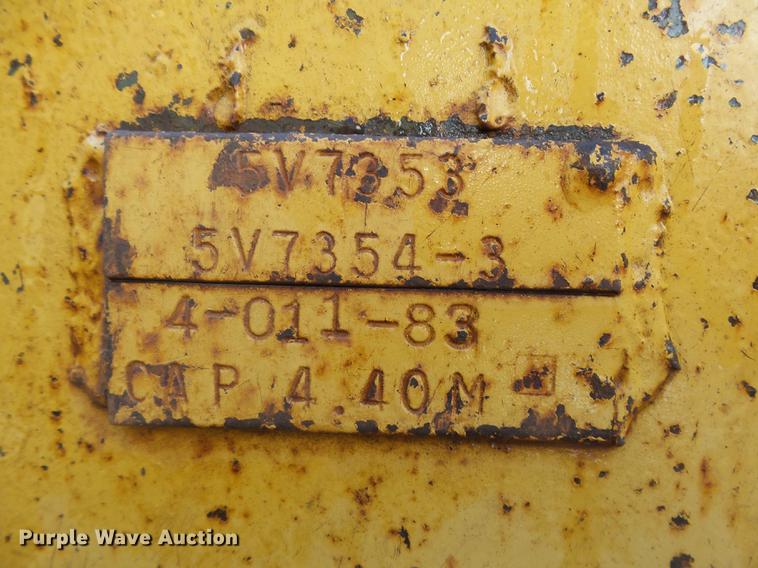 5V7353
5V7354-3
4-011-83
CAP 4.40M
Purple Wave Auction